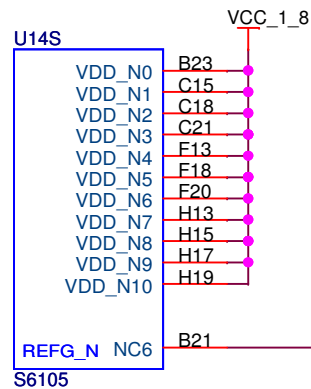 VCC_1_8
U14S
VDD_N0 B23
VDD_N1 C15
VDD_N2 C18
VDD_N3 C21
VDD_N4 F13
VDD_N5 F18
VDD_N6 F20
VDD_N7 H13
VDD_N8 H15
VDD_N9 H17
VDD_N10 H19
REFG_N NC6 B21
S6105